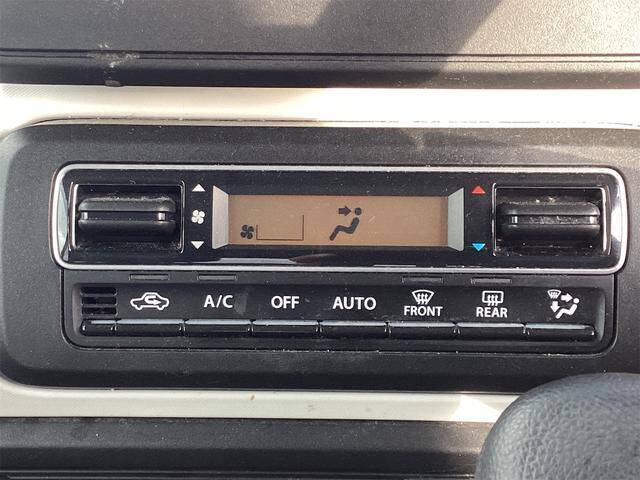 A/C OFF AUTO FRONT REAR